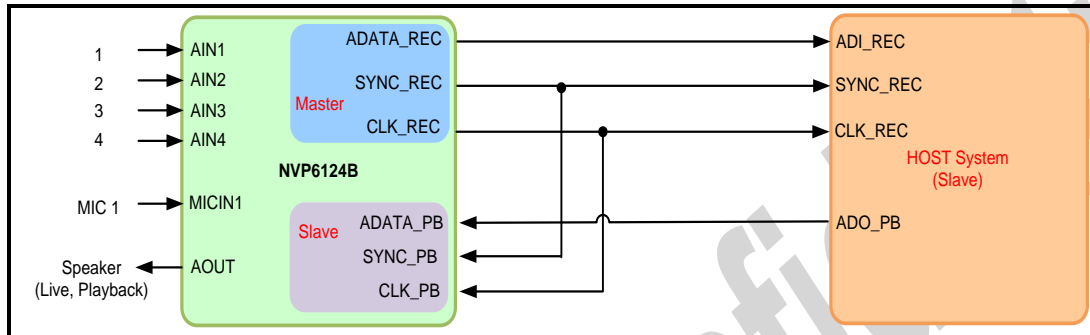 1
AIN1
2
AIN2
3
AIN3
4
AIN4
MIC 1
MICIN1
Speaker
(Live, Playback)
AOUT
NVP6124B
Master
ADATA_REC
SYNC_REC
CLK_REC
Slave
ADATA_PB
SYNC_PB
CLK_PB
ADI_REC
SYNC_REC
CLK_REC
HOST System
(Slave)
ADO_PB